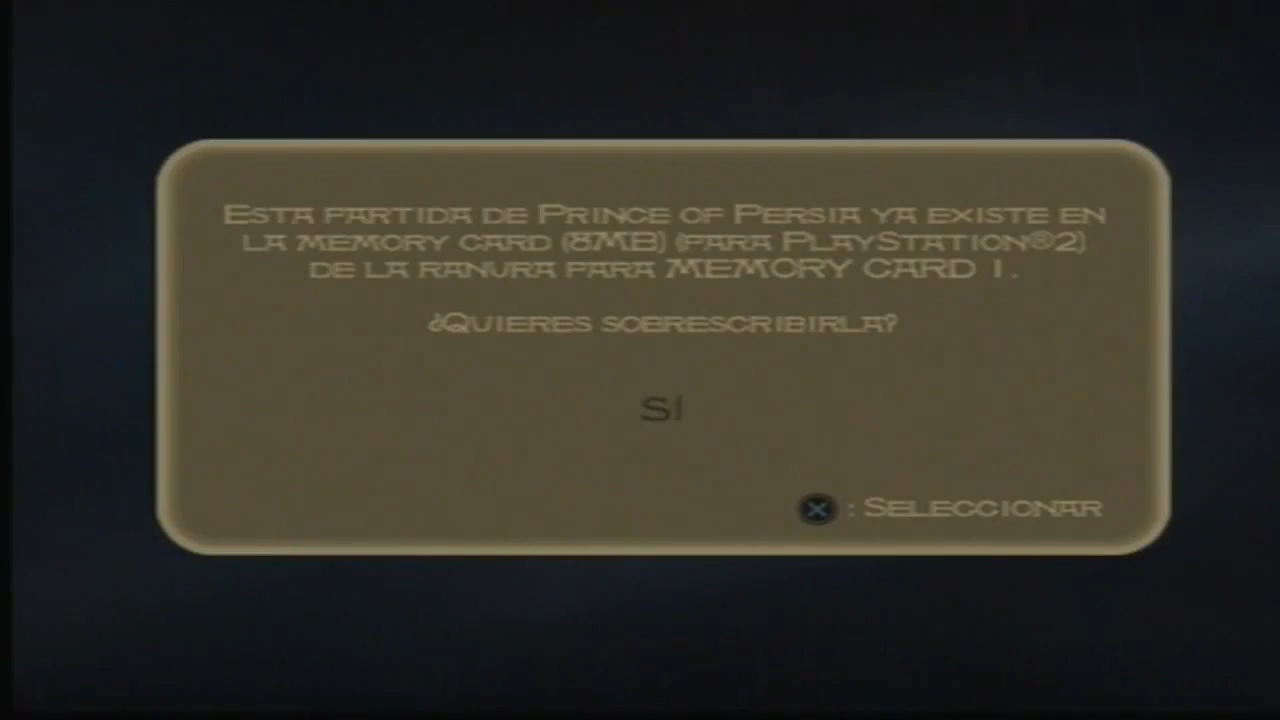 Esta partida de Prince of Persia ya existe en
la memory card (8MB) (para PlayStation®2)
de la ranura para MEMORY CARD 1.
¿Quieres sobrescribirla?
Sí
: Seleccionar